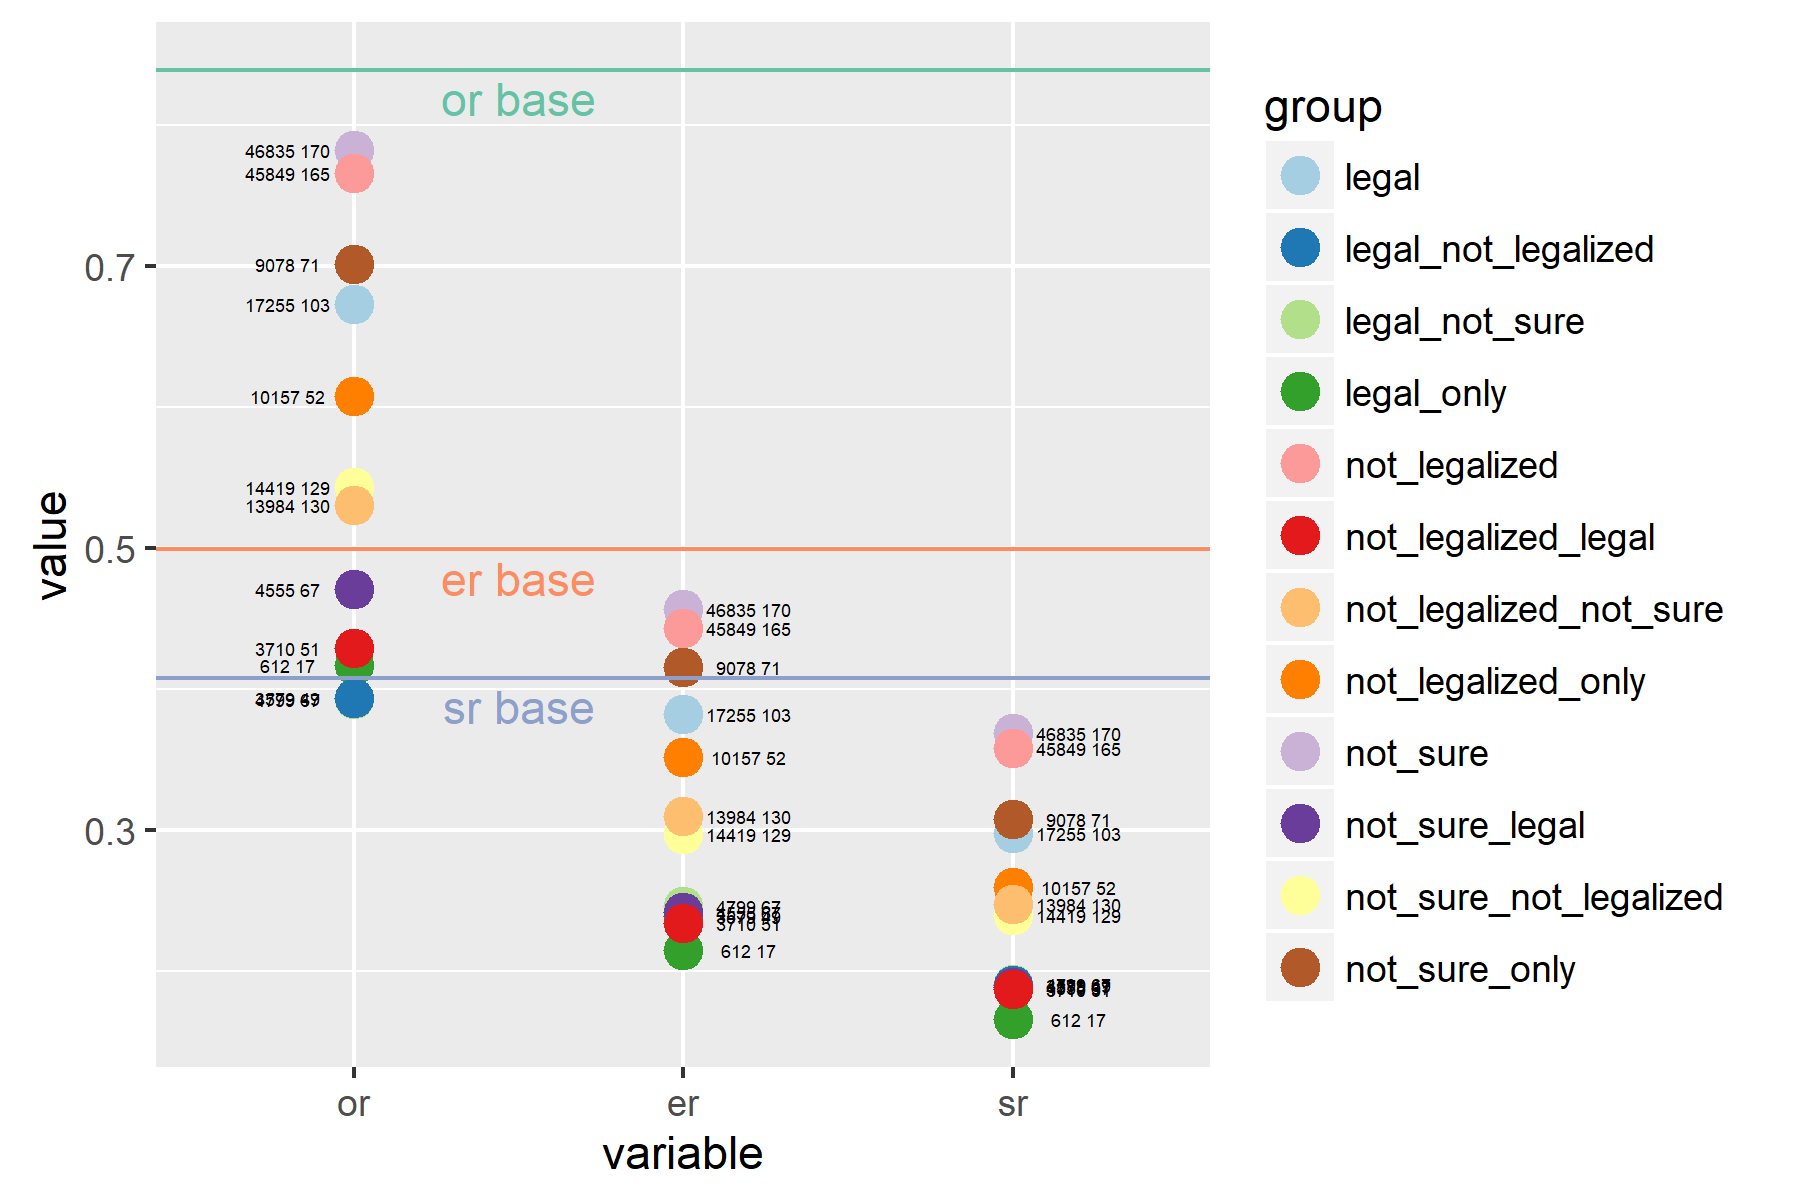 or base
46835 170
45849 165
0.7
9078 71
17255 103
10157 52
14419 129
13984 130
0.5
er base
4555 67
46835 170
45849 165
3710 51
612 17
9078 71
sr base
17255 103
10157 52
46835 170
45849 165
0.3
13984 130
14419 129
9078 71
17255 103
4799 67
3710 51
612 17
10157 52
13984 130
14419 129
612 17
value
or
er
sr
variable
group
legal
legal_not_legalized
legal_not_sure
legal_only
not_legalized
not_legalized_legal
not_legalized_not_sure
not_legalized_only
not_sure
not_sure_legal
not_sure_not_legalized
not_sure_only